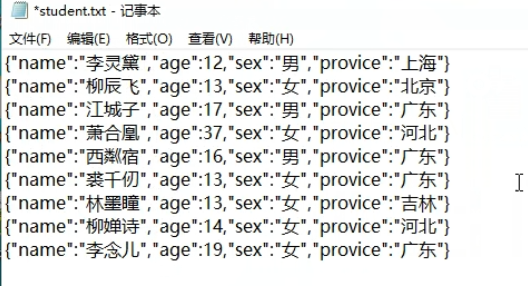 *student.txt - 记事本
文件(F) 编辑(E) 格式(O) 查看(V) 帮助(H)
{"name":"李灵黛","age":12,"sex":"男","provice":"上海"}
{"name":"柳辰飞","age":13,"sex":"女","provice":"北京"}
{"name":"江城子","age":17,"sex":"男","provice":"广东"}
{"name":"萧合凰","age":37,"sex":"女","provice":"河北"}
{"name":"西粼宿","age":16,"sex":"男","provice":"广东"}
{"name":"裘千仞","age":13,"sex":"女","provice":"广东"}
{"name":"林墨瞳","age":13,"sex":"女","provice":"吉林"}
{"name":"柳婵诗","age":14,"sex":"女","provice":"河北"}
{"name":"李念儿","age":19,"sex":"女","provice":"广东"}